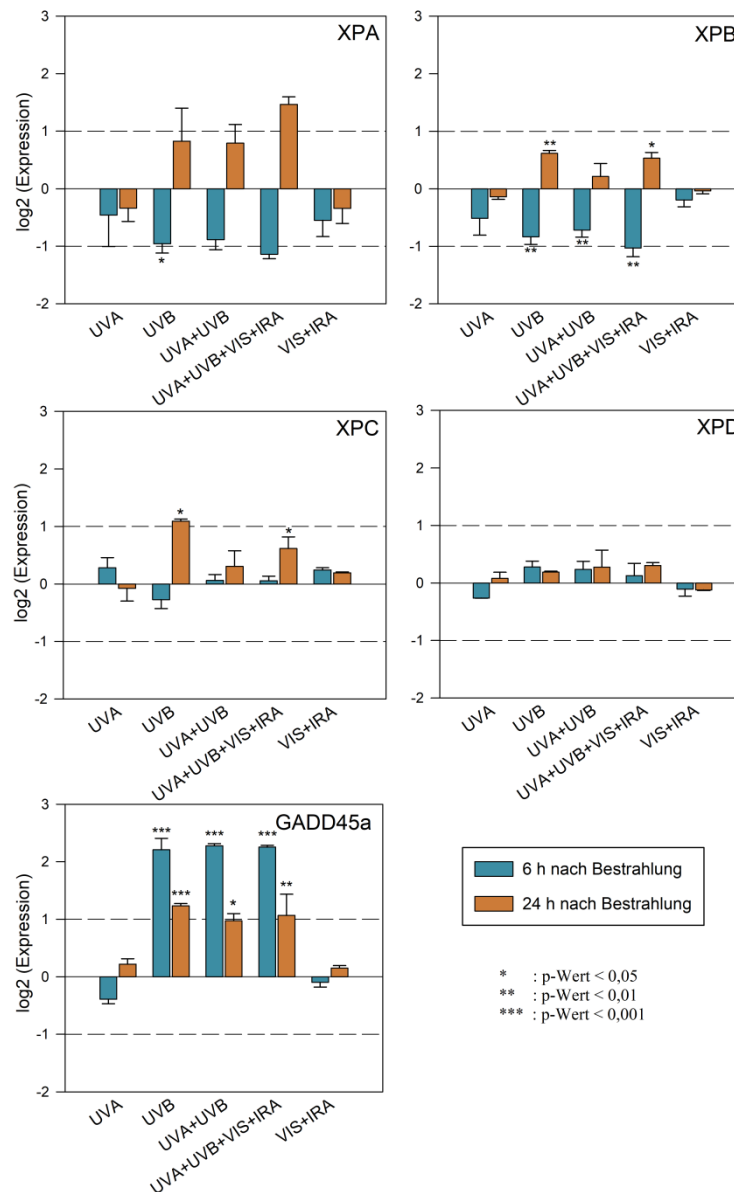 XPA
log2 (Expression)
3
2
1
0
-1
-2
*
UVA
UVB
UVA+UVB
UVA+UVB+VIS+IRA
VIS+IRA
XPB
3
2
1
0
-1
-2
**
*
**
**
**
UVA
UVB
UVA+UVB
UVA+UVB+VIS+IRA
VIS+IRA
XPC
log2 (Expression)
3
2
1
0
-1
-2
*
*
UVA
UVB
UVA+UVB
UVA+UVB+VIS+IRA
VIS+IRA
XPD
3
2
1
0
-1
-2
UVA
UVB
UVA+UVB
UVA+UVB+VIS+IRA
VIS+IRA
GADD45a
log2 (Expression)
3
2
1
0
-1
-2
*** *** ***
*** * **
UVA
UVB
UVA+UVB
UVA+UVB+VIS+IRA
VIS+IRA
6 h nach Bestrahlung
24 h nach Bestrahlung
* : p-Wert < 0,05
** : p-Wert < 0,01
*** : p-Wert < 0,001